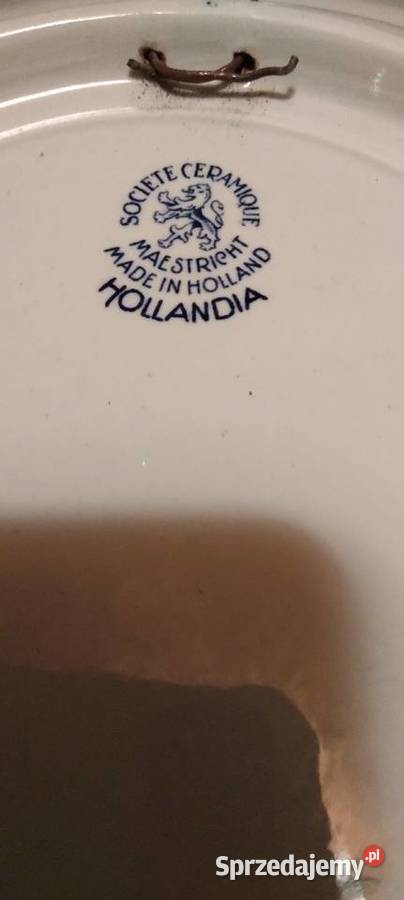 SOCIETE CERAMIQUE
MAESTRICHT
MADE IN HOLLAND
HOLLANDIA
Sprzedajemy.pl